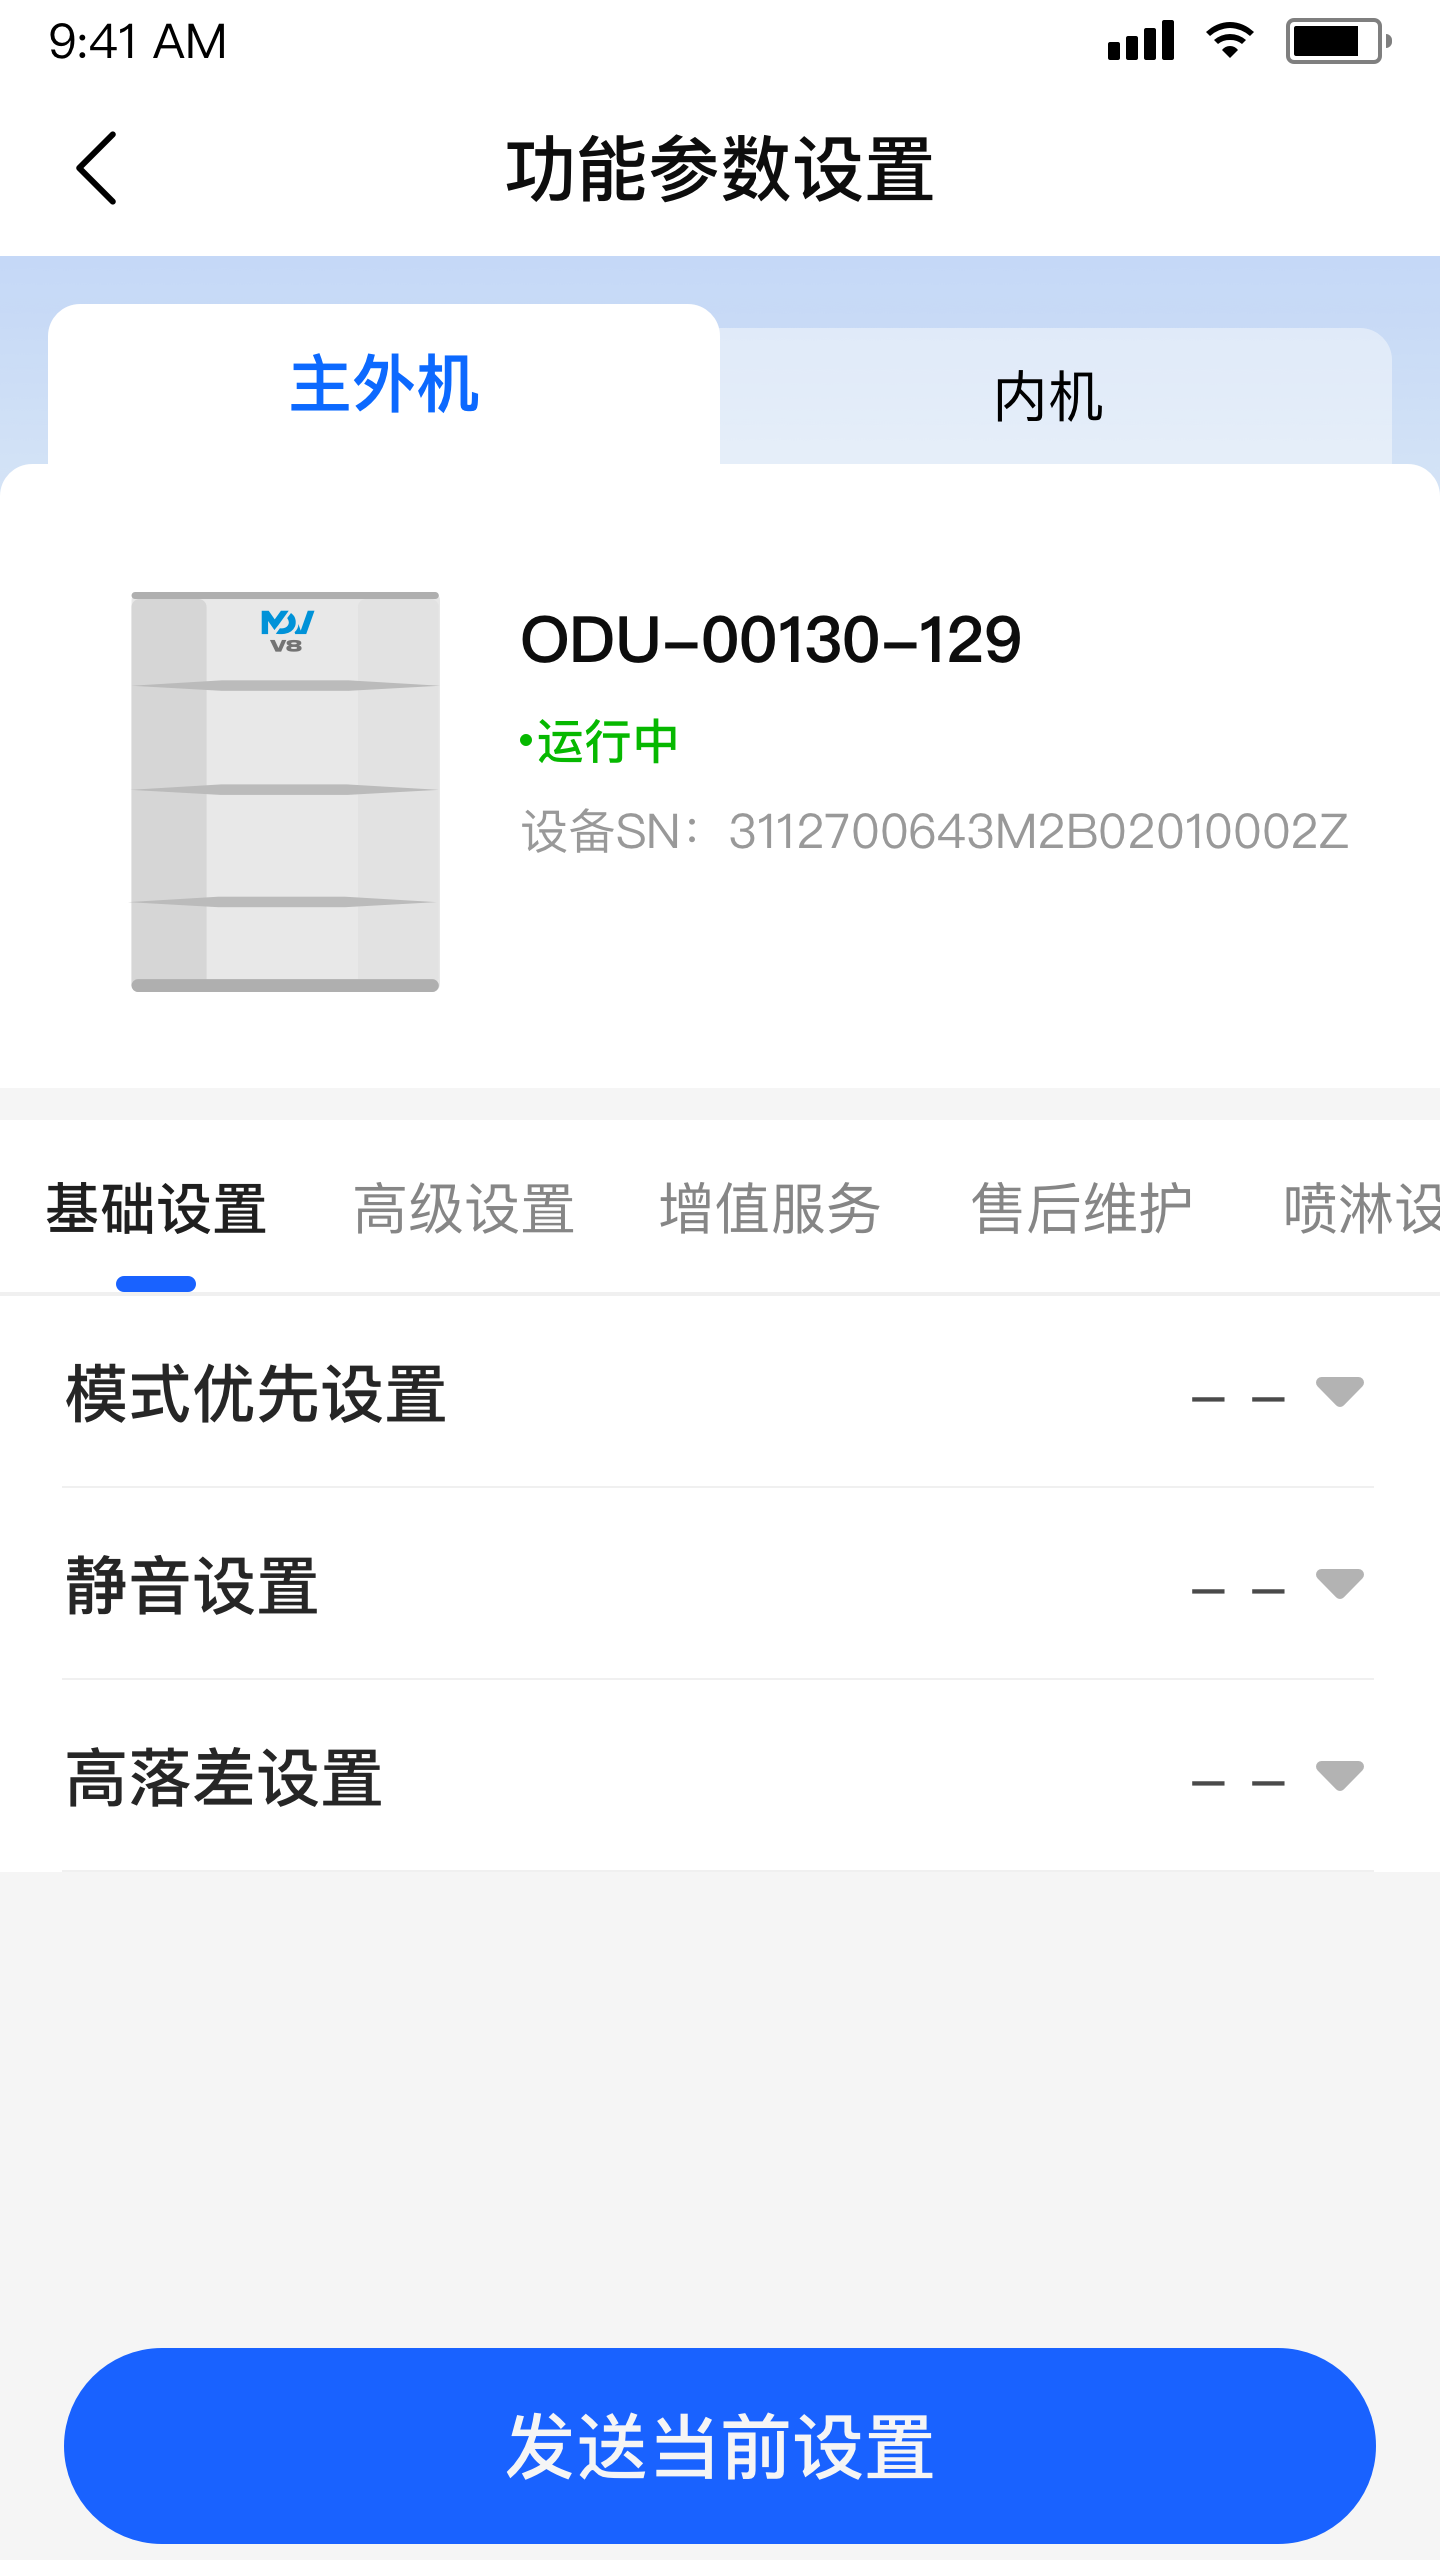 9:41 AM
功能参数设置
主外机
内机
MDV
V8
ODU-00130-129
•运行中
设备SN：3112700643M2B02010002Z
基础设置 高级设置 增值服务 售后维护 喷淋设
模式优先设置 – –
静音设置 – –
高落差设置 – –
发送当前设置